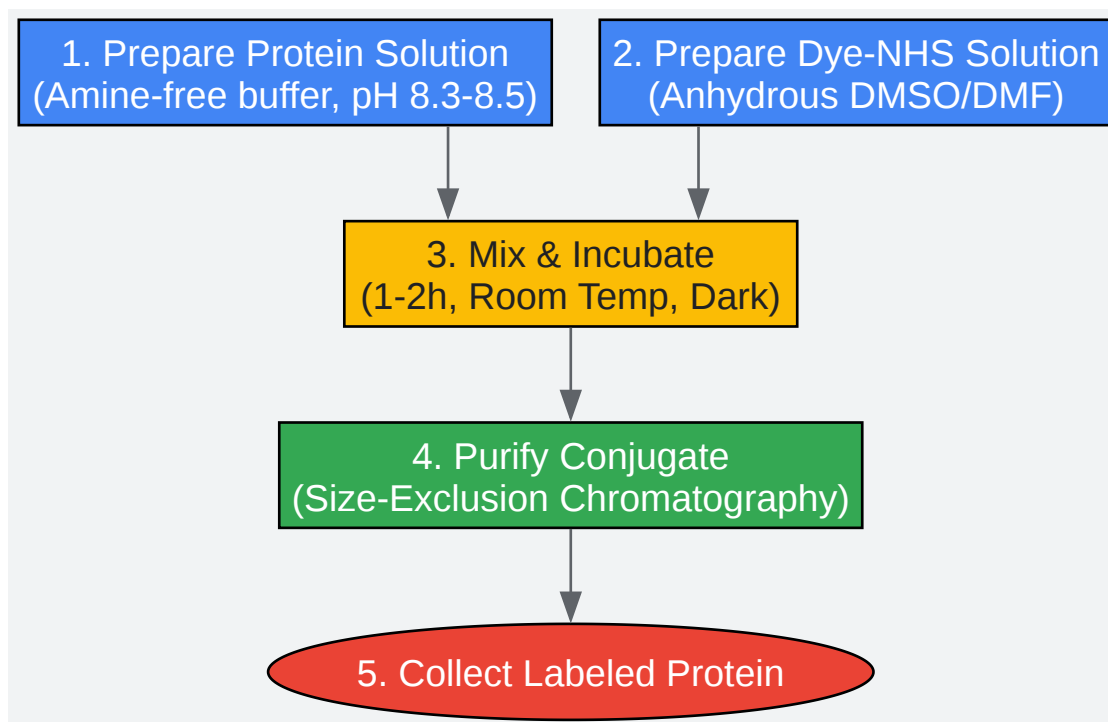 1. Prepare Protein Solution
(Amine-free buffer, pH 8.3-8.5)
2. Prepare Dye-NHS Solution
(Anhydrous DMSO/DMF)
3. Mix & Incubate
(1-2h, Room Temp, Dark)
4. Purify Conjugate
(Size-Exclusion Chromatography)
5. Collect Labeled Protein